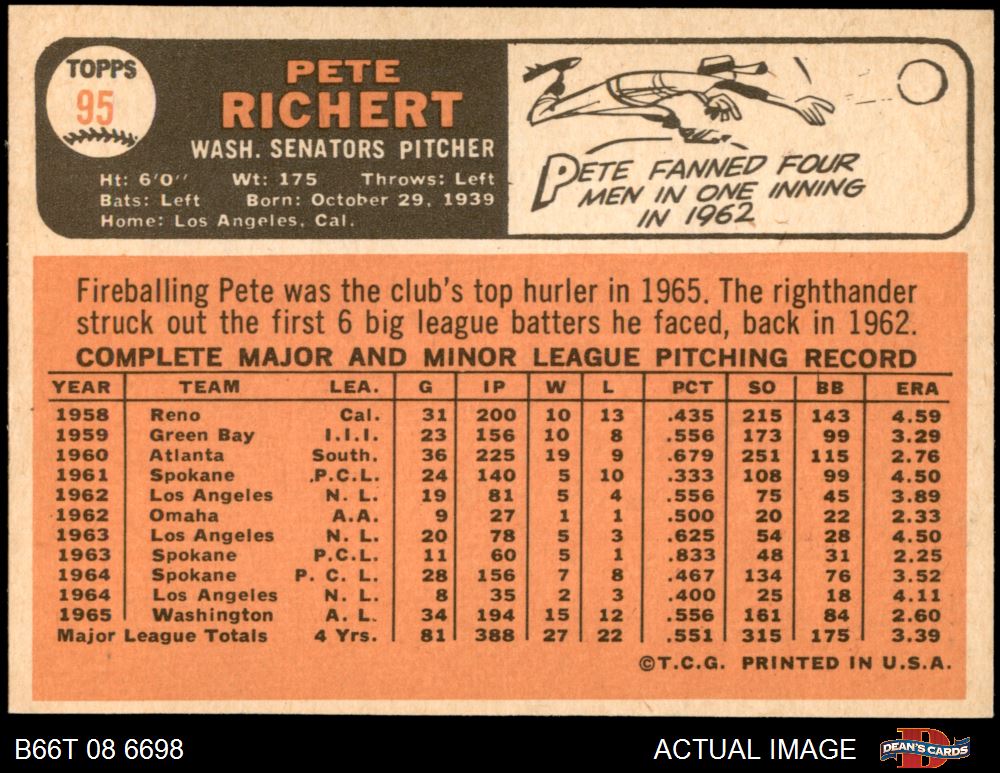 TOPPS
95
PETE
RICHERT
WASH. SENATORS PITCHER
Ht: 6'0" Wt: 175 Throws: Left
Bats: Left Born: October 29, 1939
Home: Los Angeles, Cal.
PETE FANNED FOUR
MEN IN ONE INNING
IN 1962
Fireballing Pete was the club's top hurler in 1965. The righthander
struck out the first 6 big league batters he faced, back in 1962.
COMPLETE MAJOR AND MINOR LEAGUE PITCHING RECORD
YEAR TEAM LEA. G IP W L PCT SO BB ERA
1958 Reno Cal. 31 200 10 13 .435 215 143 4.59
1959 Green Bay I.I.I. 23 156 10 8 .556 173 99 3.29
1960 Atlanta South. 36 225 19 9 .679 251 115 2.76
1961 Spokane P.C.L. 24 140 5 10 .333 108 99 4.50
1962 Los Angeles N. L. 19 81 5 4 .556 75 45 3.89
1962 Omaha A.A. 9 27 1 1 .500 20 22 2.33
1963 Los Angeles N. L. 20 78 5 3 .625 54 28 4.50
1963 Spokane P.C.L. 11 60 5 1 .833 48 31 2.25
1964 Spokane P. C. L. 28 156 7 8 .467 134 76 3.52
1964 Los Angeles N. L. 8 35 2 3 .400 25 18 4.11
1965 Washington A. L. 34 194 15 12 .556 161 84 2.60
Major League Totals 4 Yrs. 81 388 27 22 .551 315 175 3.39
©T.C.G. PRINTED IN U.S.A.
B66T 08 6698 ACTUAL IMAGE DEAN'S CARDS